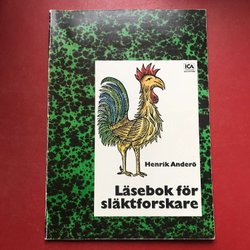 ICA
Henrik Anderö
Läsebok för
släktforskare